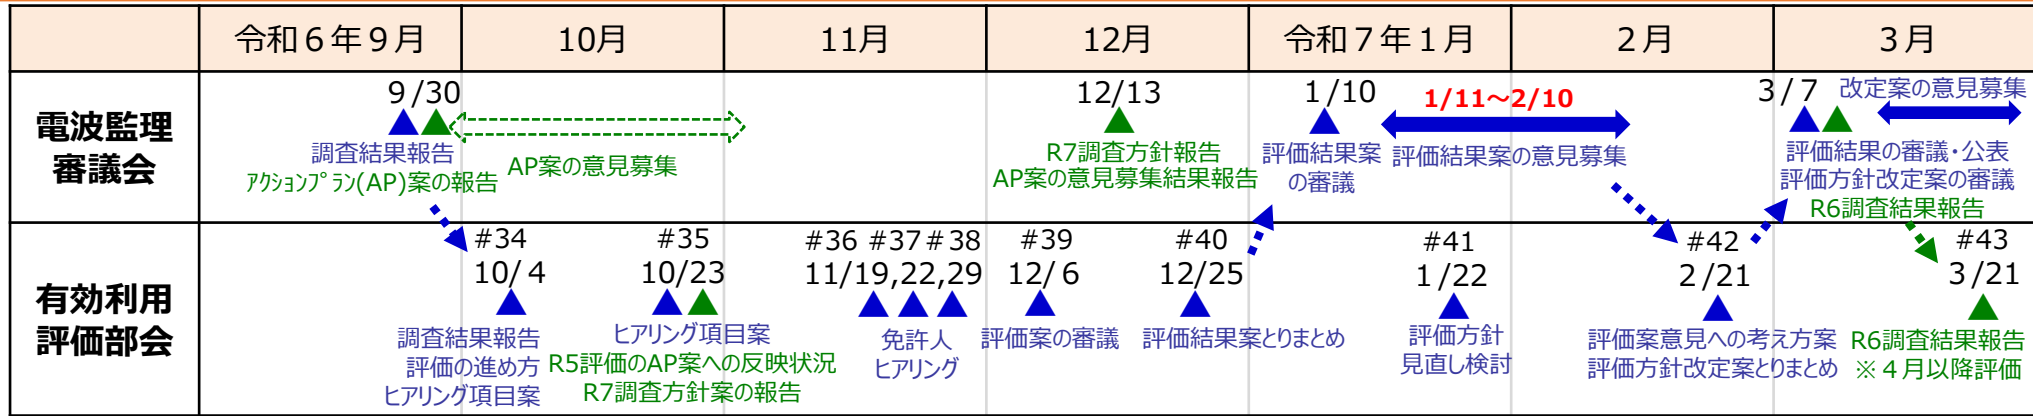 令和６年９月
10月
11月
12月
令和７年１月
２月
３月
電波監理
審議会
9/30
調査結果報告
ｱｸｼｮﾝﾌﾟﾗﾝ(AP)案の報告
AP案の意見募集
12/13
R7調査方針報告
AP案の意見募集結果報告
1/10
評価結果案
の審議
1/11～2/10
評価結果案の意見募集
3/7
改定案の意見募集
評価結果の審議・公表
評価方針改定案の審議
R6調査結果報告
有効利用
評価部会
#34
10/4
調査結果報告
評価の進め方
ヒアリング項目案
#35
10/23
ヒアリング項目案
R5評価のAP案への反映状況
R7調査方針案の報告
#36 #37 #38
11/19,22,29
免許人
ヒアリング
#39
12/6
評価案の審議
#40
12/25
評価結果案とりまとめ
#41
1/22
評価方針
見直し検討
#42
2/21
評価案意見への考え方案
評価方針改定案とりまとめ
#43
3/21
R6調査結果報告
※４月以降評価